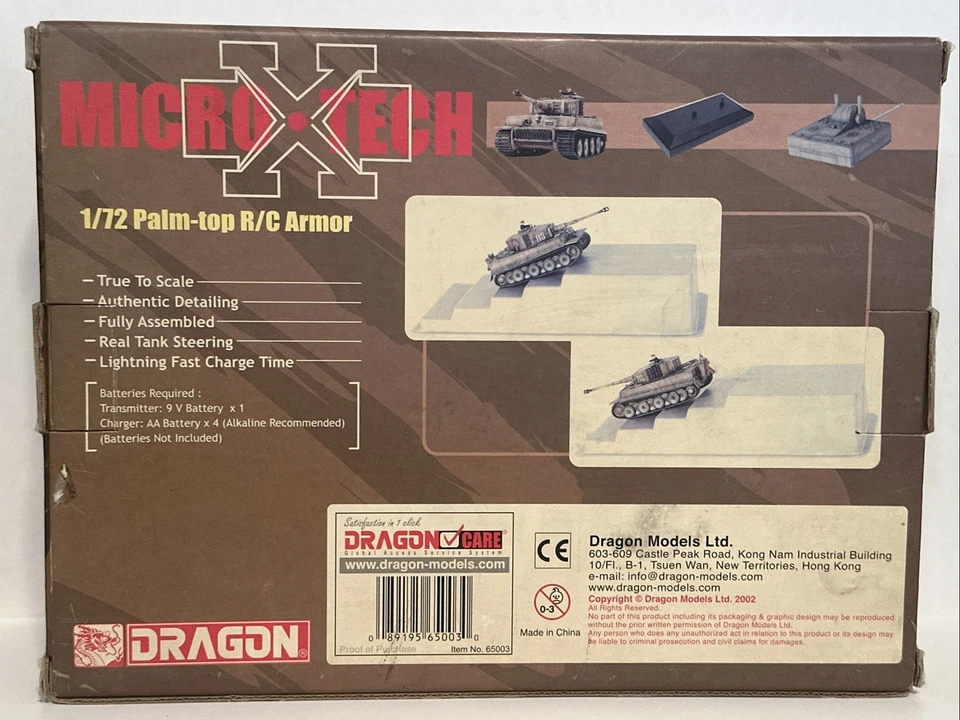 MICRO X TECH
1/72 Palm-top R/C Armor
– True To Scale
– Authentic Detailing
– Fully Assembled
– Real Tank Steering
– Lightning Fast Charge Time
Batteries Required :
Transmitter: 9 V Battery x 1
Charger: AA Battery x 4 (Alkaline Recommended)
(Batteries Not Included)
115
Satisfaction in 1 click
DRAGON CARE
Global Access Service System
www.dragon-models.com
0 89195 65003 0
Proof of Purchase
Item No. 65003
CE
0-3
Made in China
Dragon Models Ltd.
603-609 Castle Peak Road, Kong Nam Industrial Building
10/Fl., B-1, Tsuen Wan, New Territories, Hong Kong
e-mail: info@dragon-models.com
www.dragon-models.com
Copyright © Dragon Models Ltd. 2002
All Rights Reserved.
No part of this product including its packaging & graphic design may be reproduced
without the prior written permission of Dragon Models Ltd.
Any person who does any unauthorized act in relation to this product or its design may
be liable to criminal prosecution and civil claims for damages.
DRAGON®